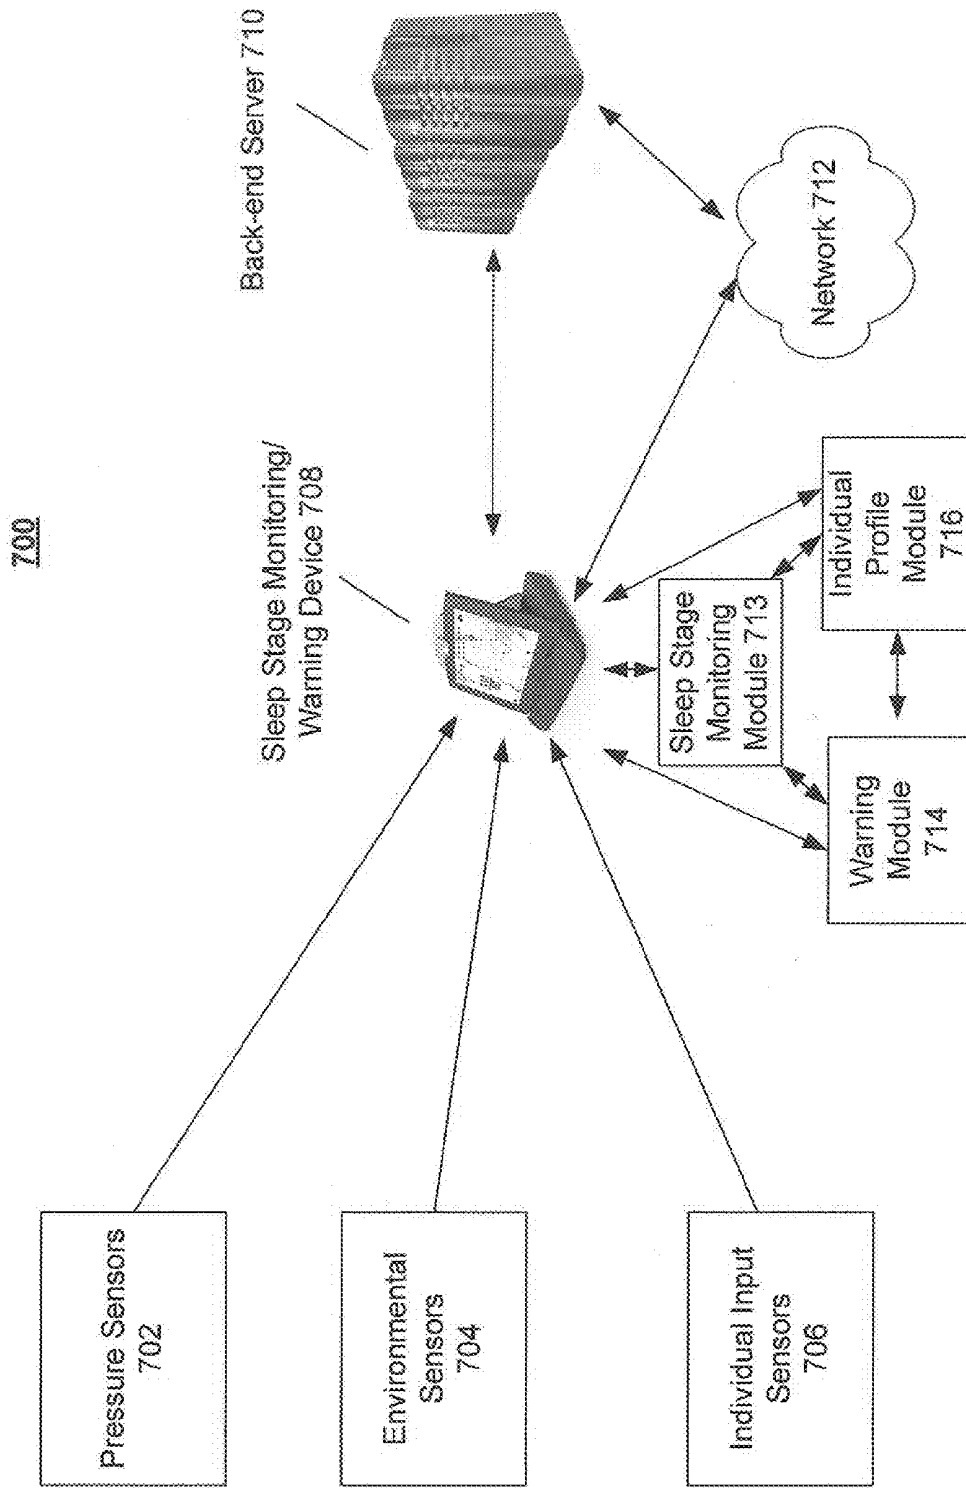 700
Pressure Sensors
702
Environmental
Sensors
704
Individual Input
Sensors
706
Sleep Stage Monitoring/
Warning Device 708
Back-end Server 710
Network 712
Sleep Stage
Monitoring
Module 713
Warning
Module
714
Individual
Profile
Module
716